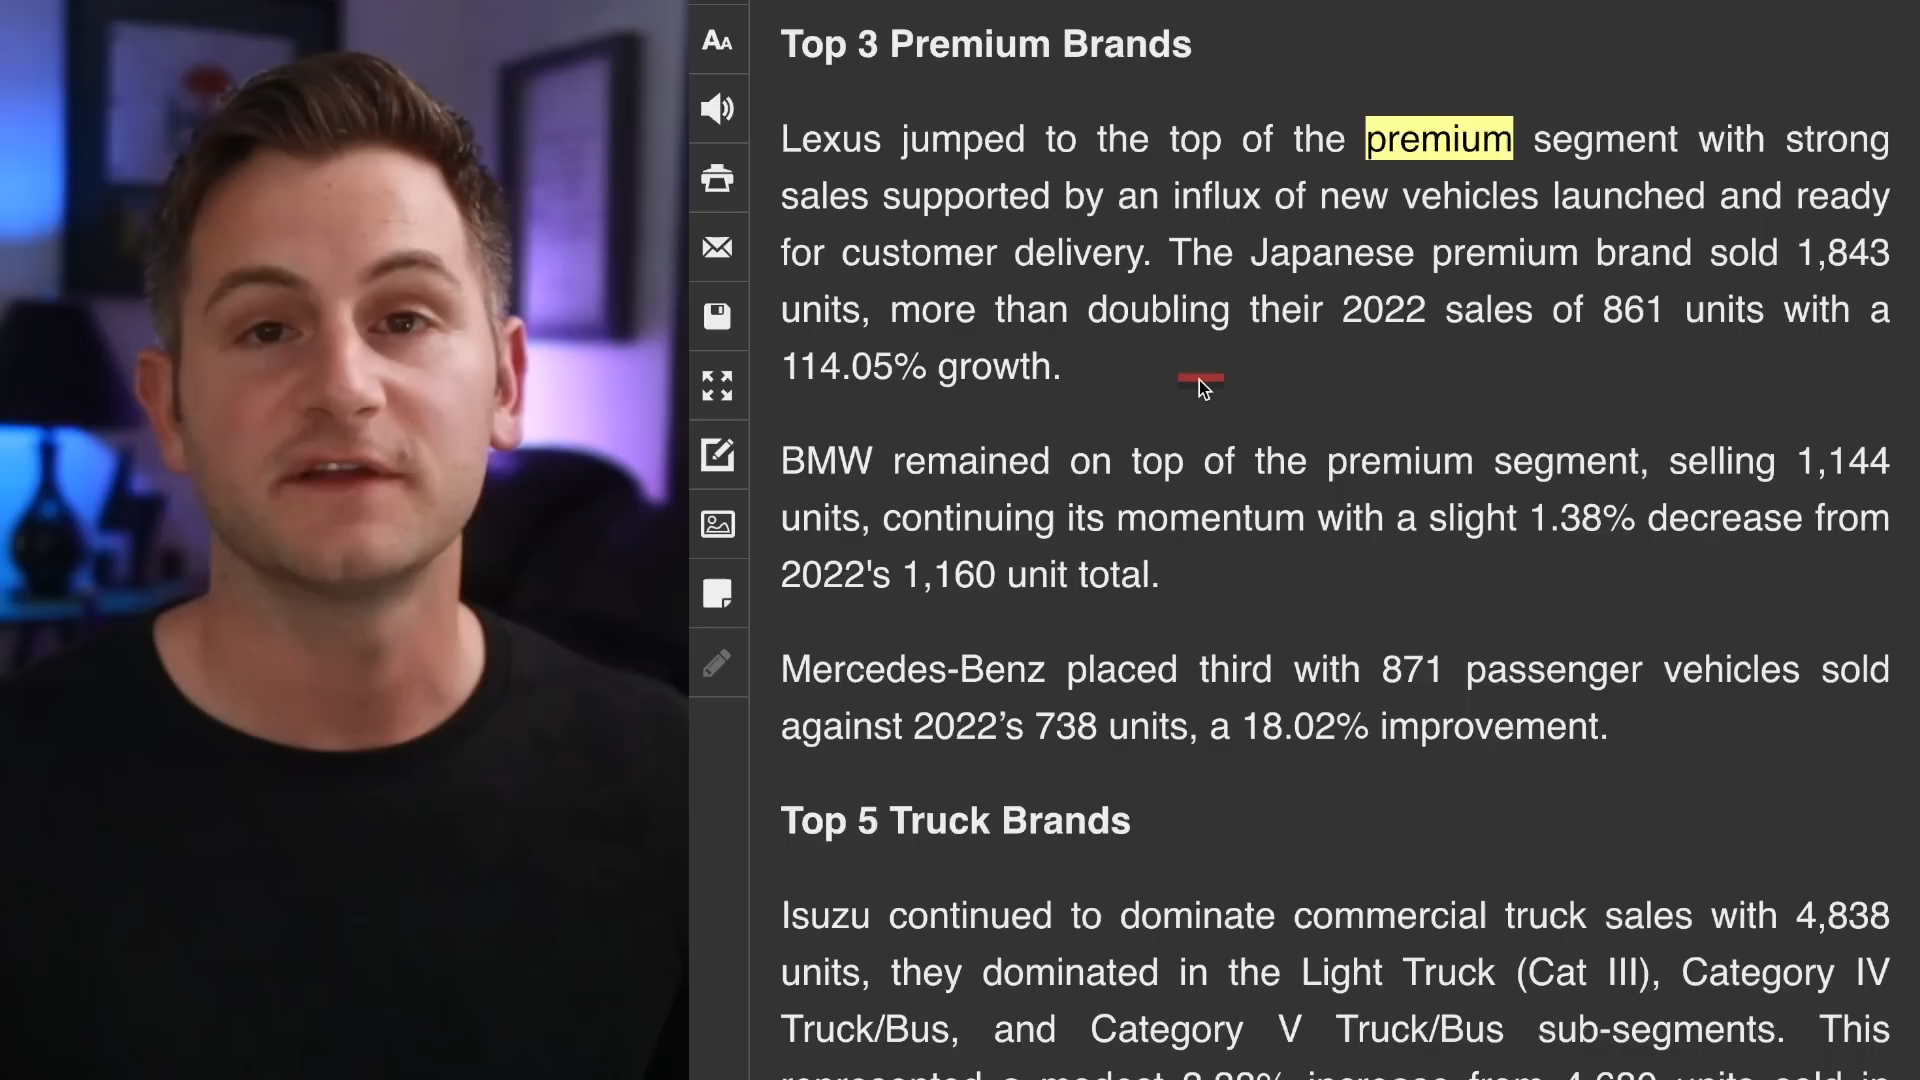 AA
Top 3 Premium Brands
Lexus jumped to the top of the premium segment with strong
sales supported by an influx of new vehicles launched and ready
for customer delivery. The Japanese premium brand sold 1,843
units, more than doubling their 2022 sales of 861 units with a
114.05% growth.
BMW remained on top of the premium segment, selling 1,144
units, continuing its momentum with a slight 1.38% decrease from
2022's 1,160 unit total.
Mercedes-Benz placed third with 871 passenger vehicles sold
against 2022’s 738 units, a 18.02% improvement.
Top 5 Truck Brands
Isuzu continued to dominate commercial truck sales with 4,838
units, they dominated in the Light Truck (Cat III), Category IV
Truck/Bus, and Category V Truck/Bus sub-segments. This